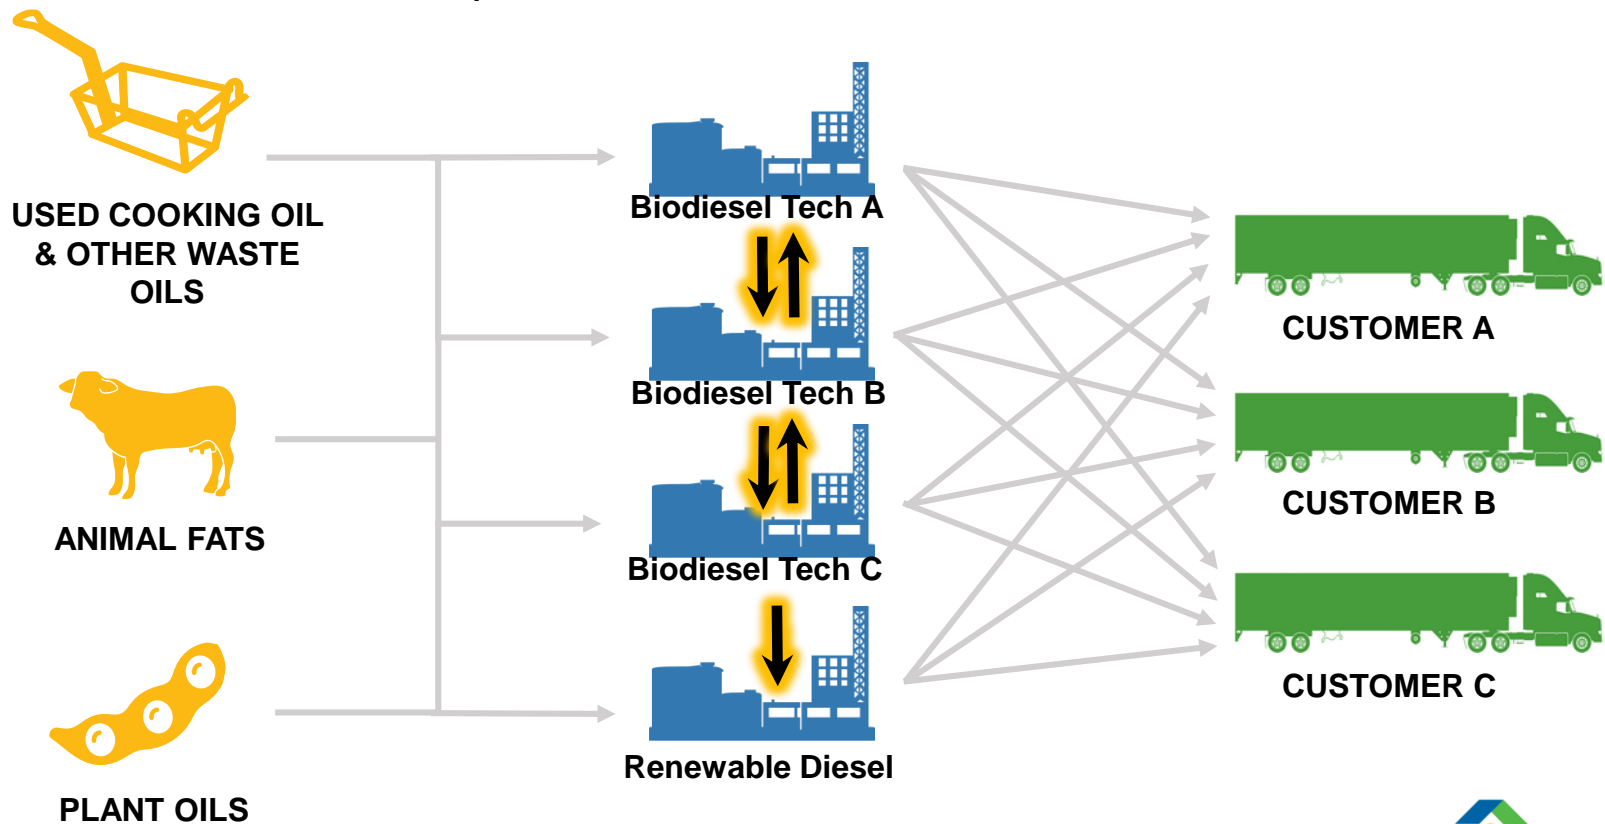 USED COOKING OIL
& OTHER WASTE
OILS
ANIMAL FATS
PLANT OILS
Biodiesel Tech A
Biodiesel Tech B
Biodiesel Tech C
Renewable Diesel
CUSTOMER A
CUSTOMER B
CUSTOMER C